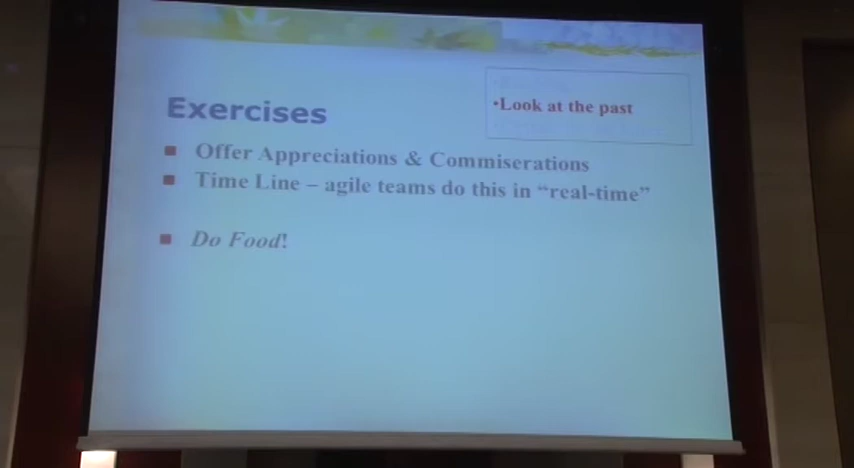 Exercises
•Look at the past
Offer Appreciations & Commiserations
Time Line – agile teams do this in “real-time”
Do Food!